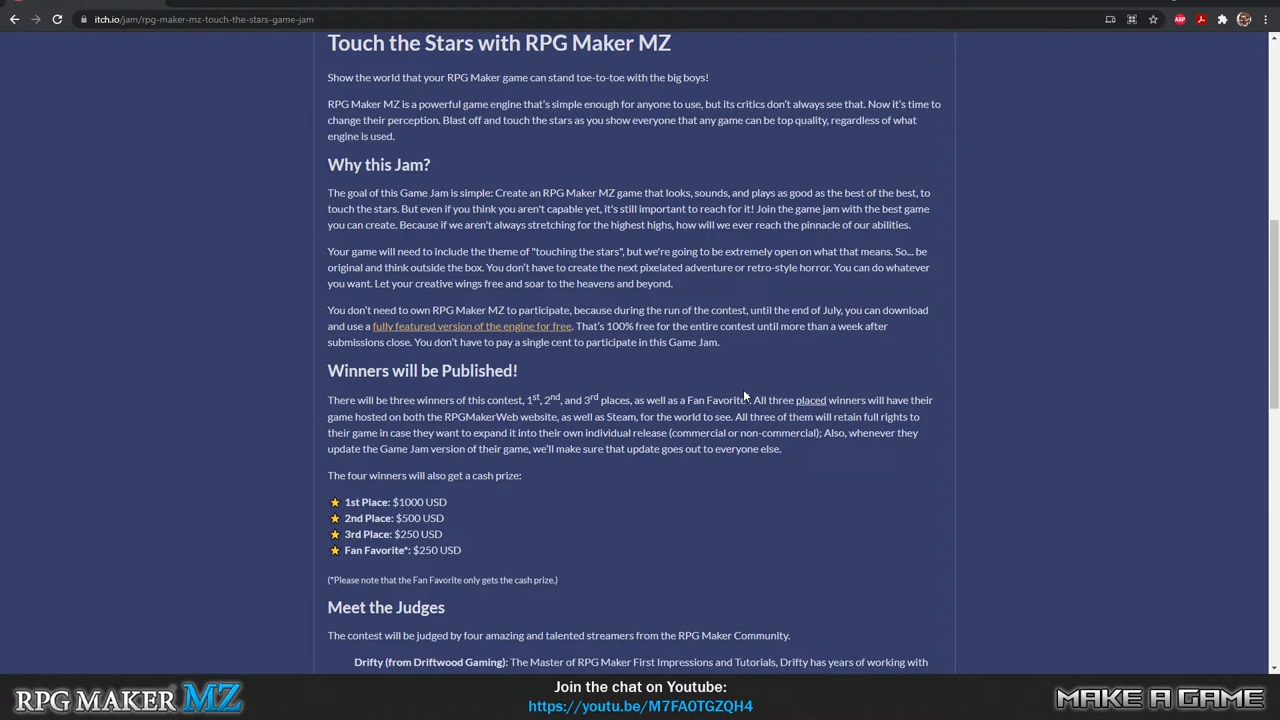 itch.io/jam/rpg-maker-mz-touch-the-stars-game-jam
ABP
Touch the Stars with RPG Maker MZ
Show the world that your RPG Maker game can stand toe-to-toe with the big boys!
RPG Maker MZ is a powerful game engine that's simple enough for anyone to use, but its critics don't always see that. Now it's time to
change their perception. Blast off and touch the stars as you show everyone that any game can be top quality, regardless of what
engine is used.
Why this Jam?
The goal of this Game Jam is simple: Create an RPG Maker MZ game that looks, sounds, and plays as good as the best of the best, to
touch the stars. But even if you think you aren't capable yet, it's still important to reach for it! Join the game jam with the best game
you can create. Because if we aren't always stretching for the highest highs, how will we ever reach the pinnacle of our abilities.
Your game will need to include the theme of "touching the stars", but we're going to be extremely open on what that means. So... be
original and think outside the box. You don't have to create the next pixelated adventure or retro-style horror. You can do whatever
you want. Let your creative wings free and soar to the heavens and beyond.
You don't need to own RPG Maker MZ to participate, because during the run of the contest, until the end of July, you can download
and use a fully featured version of the engine for free. That's 100% free for the entire contest until more than a week after
submissions close. You don't have to pay a single cent to participate in this Game Jam.
Winners will be Published!
There will be three winners of this contest, 1st, 2nd, and 3rd places, as well as a Fan Favorite*. All three placed winners will have their
game hosted on both the RPGMakerWeb website, as well as Steam, for the world to see. All three of them will retain full rights to
their game in case they want to expand it into their own individual release (commercial or non-commercial); Also, whenever they
update the Game Jam version of their game, we'll make sure that update goes out to everyone else.
The four winners will also get a cash prize:
1st Place: $1000 USD
2nd Place: $500 USD
3rd Place: $250 USD
Fan Favorite*: $250 USD
(*Please note that the Fan Favorite only gets the cash prize.)
Meet the Judges
The contest will be judged by four amazing and talented streamers from the RPG Maker Community.
Drifty (from Driftwood Gaming): The Master of RPG Maker First Impressions and Tutorials, Drifty has years of working with
RPG MAKER MZ
Join the chat on Youtube:
https://youtu.be/M7FA0TGZQH4
MAKE A GAME